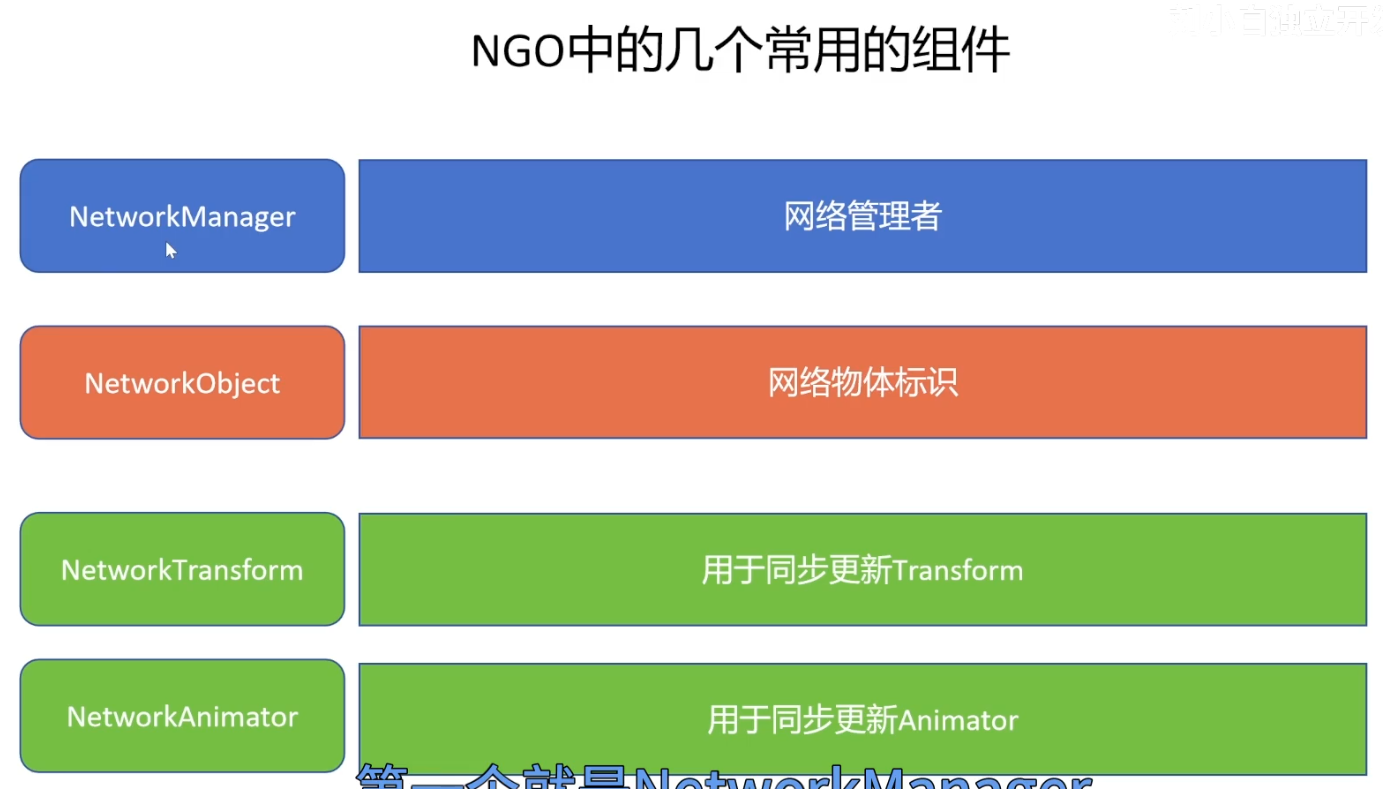 NGO中的几个常用的组件
NetworkManager
网络管理者
NetworkObject
网络物体标识
NetworkTransform
用于同步更新Transform
NetworkAnimator
用于同步更新Animator
第一个就是NetworkManager